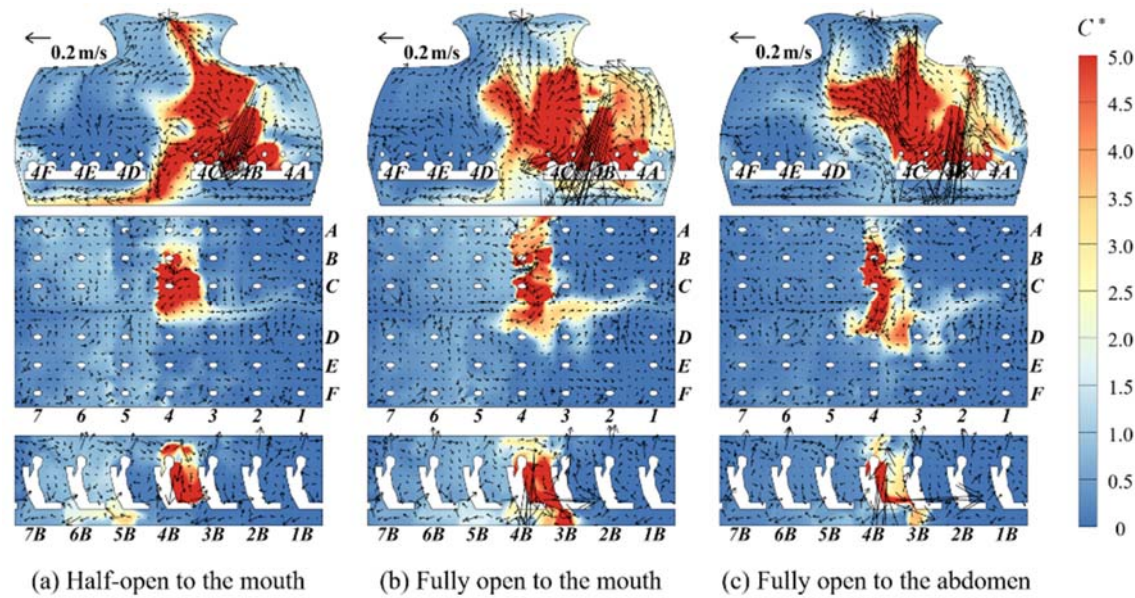 0.2 m/s 0.2 m/s 0.2 m/s C*
5.0
4.5
4.0
3.5
3.0
2.5
2.0
1.5
1.0
0.5
0
4F 4E 4D 4C 4B 4A 4F 4E 4D 4C 4B 4A 4F 4E 4D 4C 4B 4A
A A A
B B B
C C C
D D D
E E E
F F F
7 6 5 4 3 2 1 7 6 5 4 3 2 1 7 6 5 4 3 2 1
7B 6B 5B 4B 3B 2B 1B 7B 6B 5B 4B 3B 2B 1B 7B 6B 5B 4B 3B 2B 1B
(a) Half-open to the mouth (b) Fully open to the mouth (c) Fully open to the abdomen